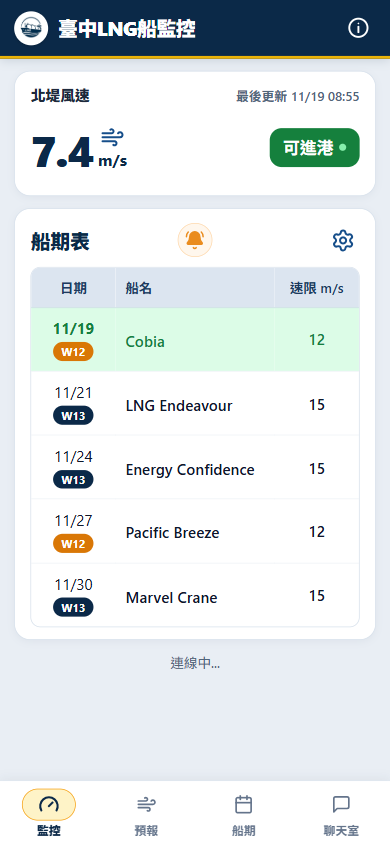 臺中LNG船監控
北堤風速
最後更新 11/19 08:55
7.4 m/s
可進港
船期表
日期 船名 速限 m/s
11/19 Cobia 12
W12
11/21 LNG Endeavour 15
W13
11/24 Energy Confidence 15
W13
11/27 Pacific Breeze 12
W12
11/30 Marvel Crane 15
W13
連線中...
監控 預報 船期 聊天室